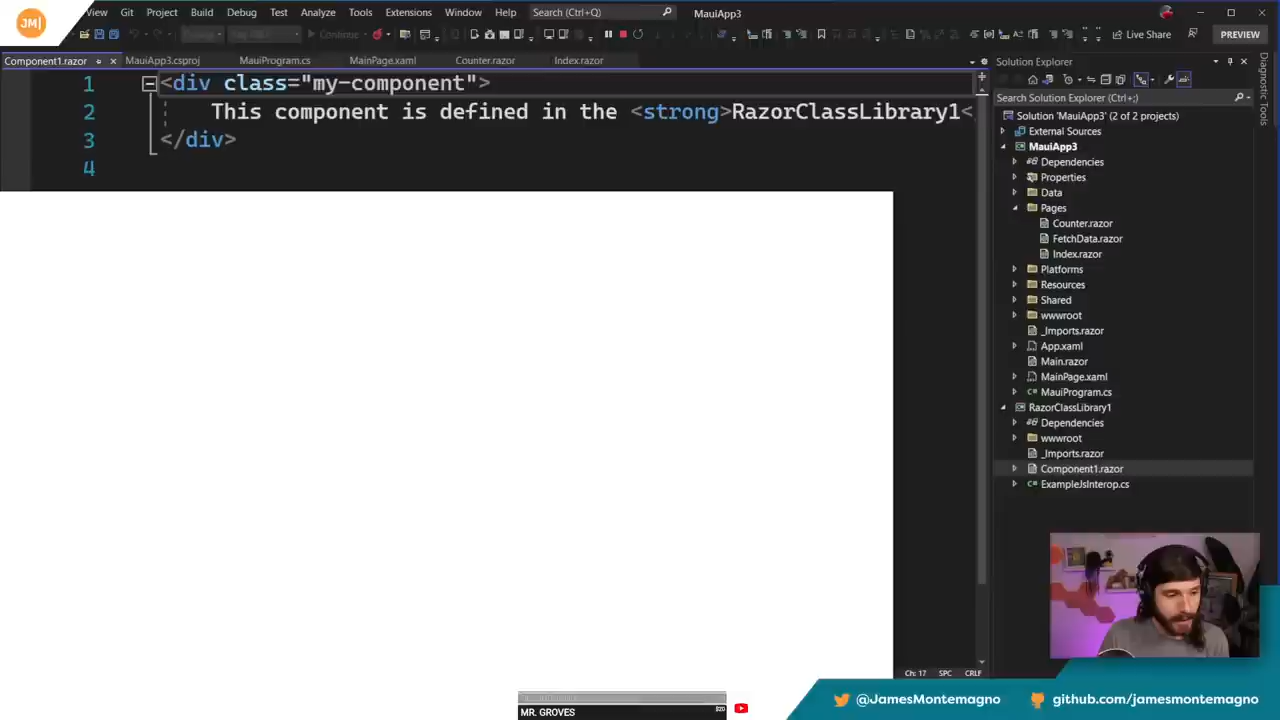 JM|
View Git Project Build Debug Test Analyze Tools Extensions Window Help Search (Ctrl+Q) MauiApp3
Continue Live Share PREVIEW
Component1.razor MauiApp3.csproj MauiProgram.cs MainPage.xaml Counter.razor Index.razor
1 <div class="my-component">
2 This component is defined in the <strong>RazorClassLibrary1<
3 </div>
4
Solution Explorer
Search Solution Explorer (Ctrl+;)
Solution 'MauiApp3' (2 of 2 projects)
External Sources
MauiApp3
Dependencies
Properties
Data
Pages
Counter.razor
FetchData.razor
Index.razor
Platforms
Resources
Shared
wwwroot
_Imports.razor
App.xaml
Main.razor
MainPage.xaml
C# MauiProgram.cs
RazorClassLibrary1
Dependencies
wwwroot
_Imports.razor
Component1.razor
C# ExampleJsInterop.cs
Diagnostic Tools
Ch: 17 SPC CRLF
MR. GROVES $20
@JamesMontemagno github.com/jamesmontemagno